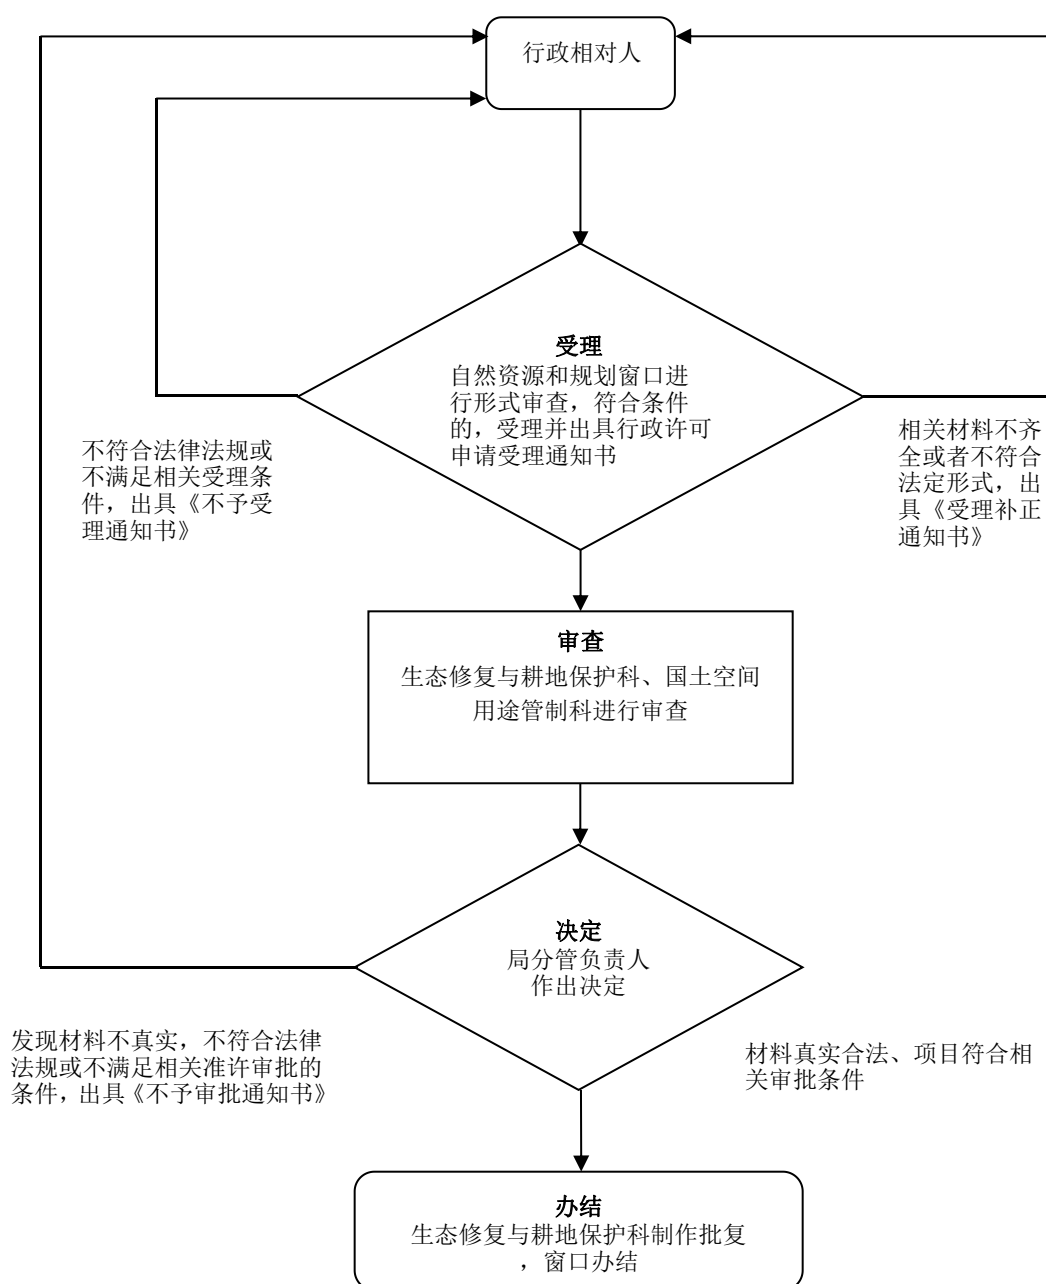 行政相对人
受理
自然资源和规划窗口进
行形式审查，符合条件
的，受理并出具行政许可
申请受理通知书
不符合法律法规或
不满足相关受理条
件，出具《不予受
理通知书》
相关材料不齐
全或者不符合
法定形式，出
具《受理补正
通知书》
审查
生态修复与耕地保护科、国土空间
用途管制科进行审查
决定
局分管负责人
作出决定
发现材料不真实，不符合法律
法规或不满足相关准许审批的
条件，出具《不予审批通知书》
材料真实合法、项目符合相
关审批条件
办结
生态修复与耕地保护科制作批复
，窗口办结